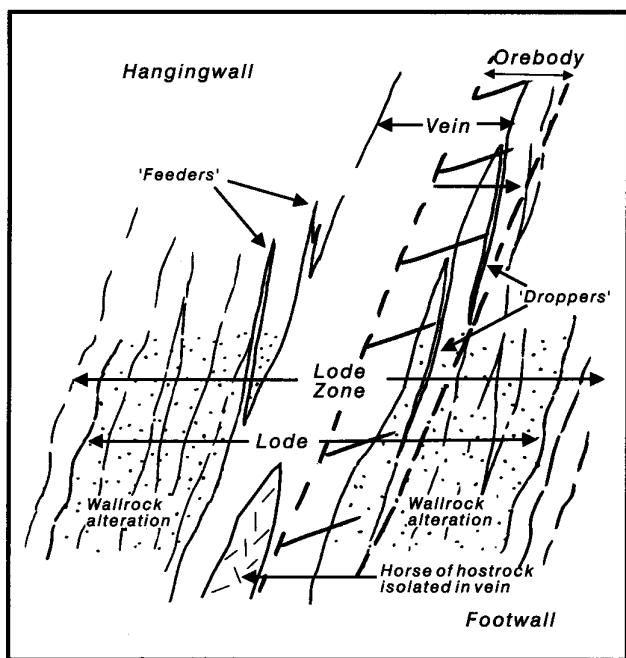 Orebody
Hangingwall
Vein
'Feeders'
'Droppers'
Lode
Zone
Lode
Wallrock
alteration
Wallrock
alteration
Horse of hostrock
isolated in vein
Footwall